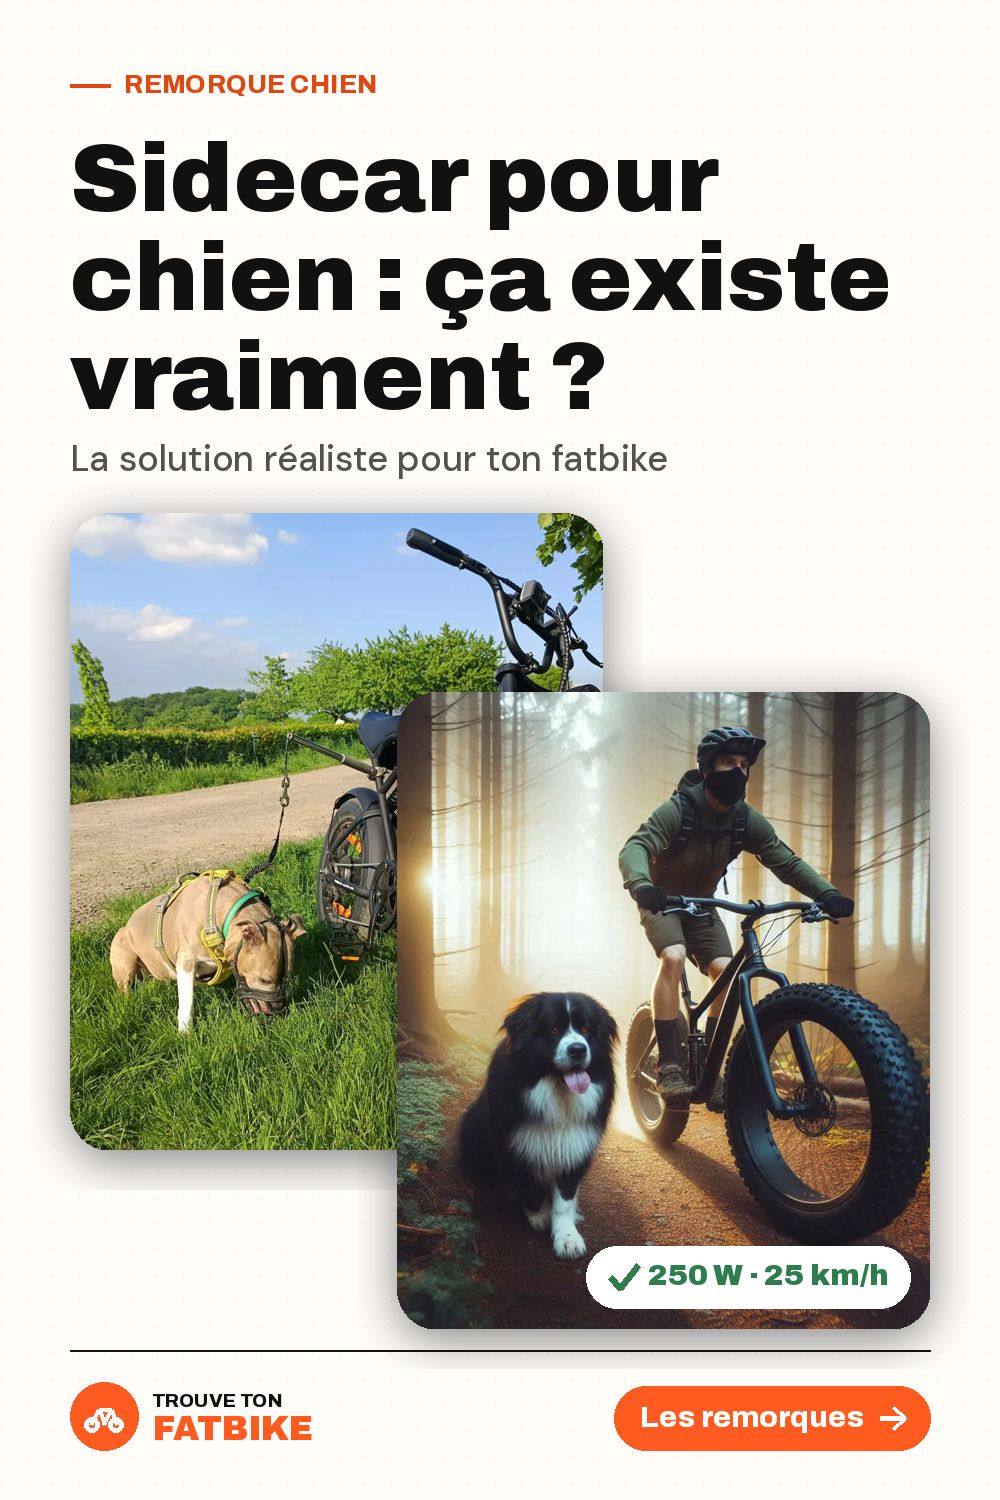 REMORQUE CHIEN
Sidecar pour
chien : ça existe
vraiment ?
La solution réaliste pour ton fatbike
250 W · 25 km/h
TROUVE TON
FATBIKE
Les remorques →